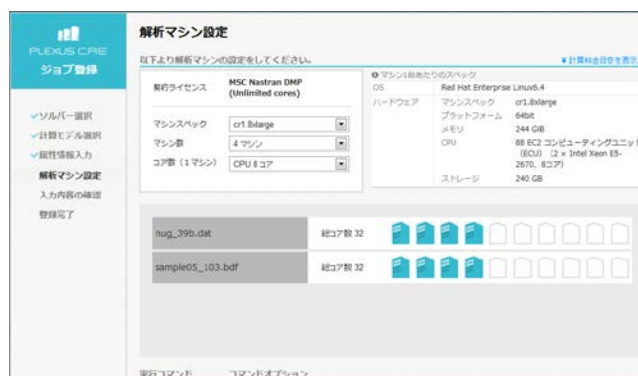 PLEXUS CAE
ジョブ登録
ソルバー選択
計算モデル選択
属性情報入力
解析マシン設定
入力内容の確認
登録完了
解析マシン設定
以下より解析マシンの設定をしてください。
¥計算料金目安を表示
契約ライセンス MSC Nastran DMP
(Unlimited cores)
マシンスペック cr1.8xlarge
マシン数 4 マシン
コア数 (1マシン) CPU 8 コア
マシン1台あたりのスペック
OS Red Hat Enterprise Linux6.4
ハードウェア マシンスペック cr1.8xlarge
プラットフォーム 64bit
メモリ 244 GiB
CPU 88 EC2 コンピューティングユニット
(ECU) (2 × Intel Xeon E5-
2670、8コア)
ストレージ 240 GB
nug_39b.dat 総コア数 32
sample05_103.bdf 総コア数 32
実行コマンド コマンドオプション